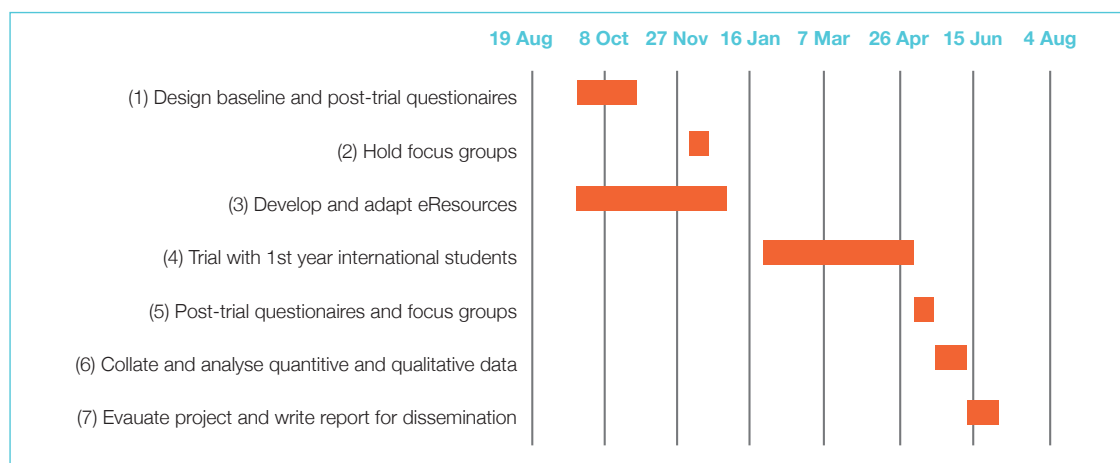 19 Aug 8 Oct 27 Nov 16 Jan 7 Mar 26 Apr 15 Jun 4 Aug
(1) Design baseline and post-trial questionaires
(2) Hold focus groups
(3) Develop and adapt eResources
(4) Trial with 1st year international students
(5) Post-trial questionaires and focus groups
(6) Collate and analyse quantitive and qualitative data
(7) Evauate project and write report for dissemination